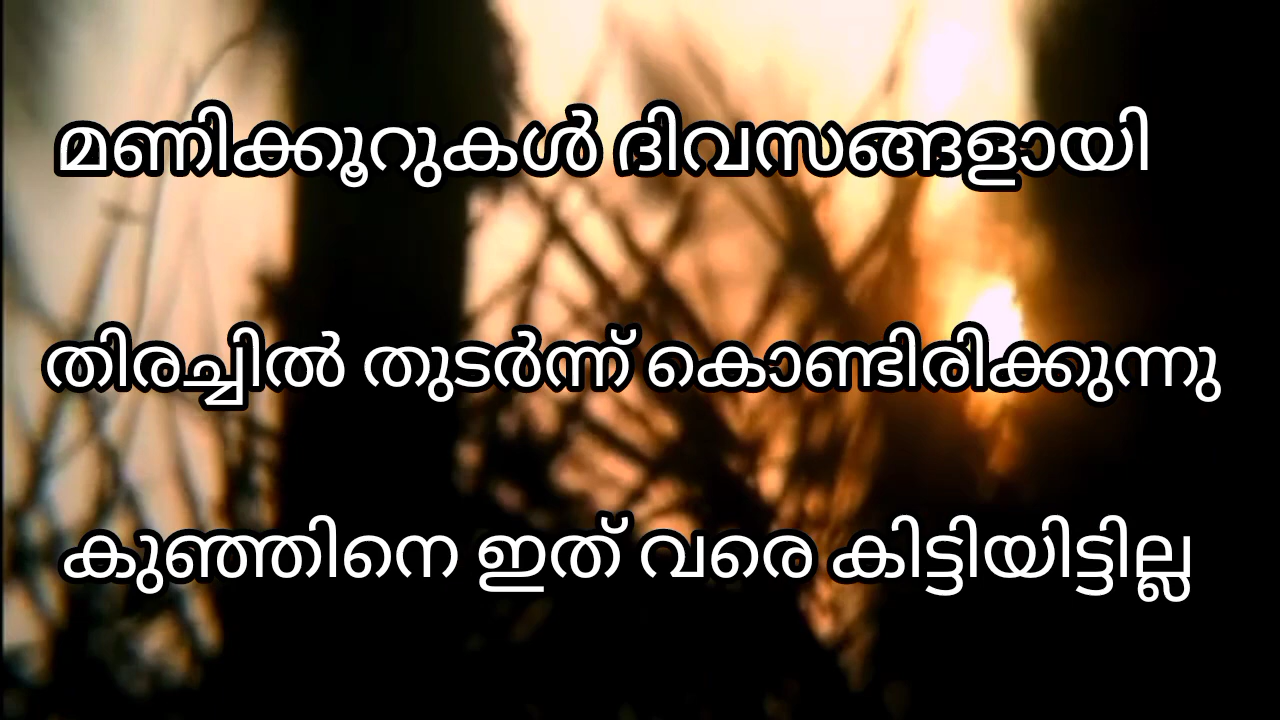 മണിക്കൂറുകൾ ദിവസങ്ങളായി
തിരച്ചിൽ തുടർന്ന് കൊണ്ടിരിക്കുന്നു
കുഞ്ഞിനെ ഇത് വരെ കിട്ടിയിട്ടില്ല